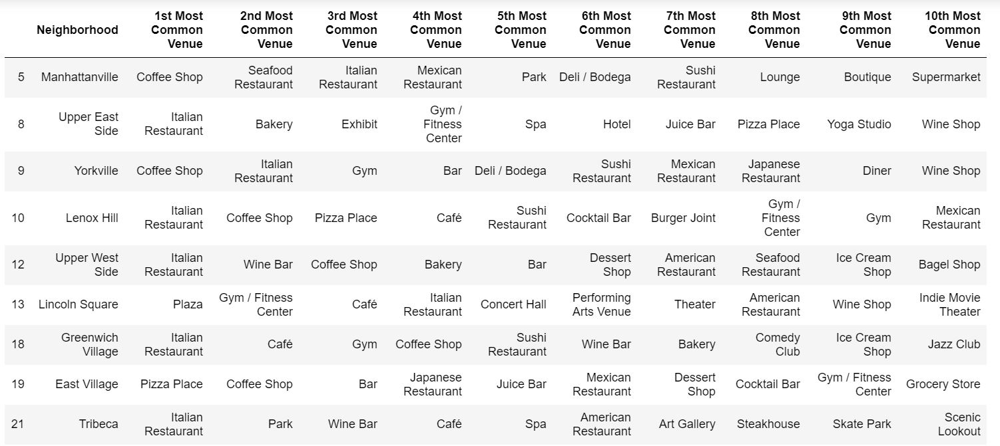 Neighborhood 1st Most Common Venue 2nd Most Common Venue 3rd Most Common Venue 4th Most Common Venue 5th Most Common Venue 6th Most Common Venue 7th Most Common Venue 8th Most Common Venue 9th Most Common Venue 10th Most Common Venue
5 Manhattanville Coffee Shop Seafood Restaurant Italian Restaurant Mexican Restaurant Park Deli / Bodega Sushi Restaurant Lounge Boutique Supermarket
8 Upper East Side Italian Restaurant Bakery Exhibit Gym / Fitness Center Spa Hotel Juice Bar Pizza Place Yoga Studio Wine Shop
9 Yorkville Coffee Shop Italian Restaurant Gym Bar Deli / Bodega Sushi Restaurant Mexican Restaurant Japanese Restaurant Diner Wine Shop
10 Lenox Hill Italian Restaurant Coffee Shop Pizza Place Café Sushi Restaurant Cocktail Bar Burger Joint Gym / Fitness Center Gym Mexican Restaurant
12 Upper West Side Italian Restaurant Wine Bar Coffee Shop Bakery Bar Dessert Shop American Restaurant Seafood Restaurant Ice Cream Shop Bagel Shop
13 Lincoln Square Plaza Gym / Fitness Center Café Italian Restaurant Concert Hall Performing Arts Venue Theater American Restaurant Wine Shop Indie Movie Theater
18 Greenwich Village Italian Restaurant Café Gym Coffee Shop Sushi Restaurant Wine Bar Bakery Comedy Club Ice Cream Shop Jazz Club
19 East Village Pizza Place Coffee Shop Bar Japanese Restaurant Juice Bar Mexican Restaurant Dessert Shop Cocktail Bar Gym / Fitness Center Grocery Store
21 Tribeca Italian Restaurant Park Wine Bar Café Spa American Restaurant Art Gallery Steakhouse Skate Park Scenic Lookout